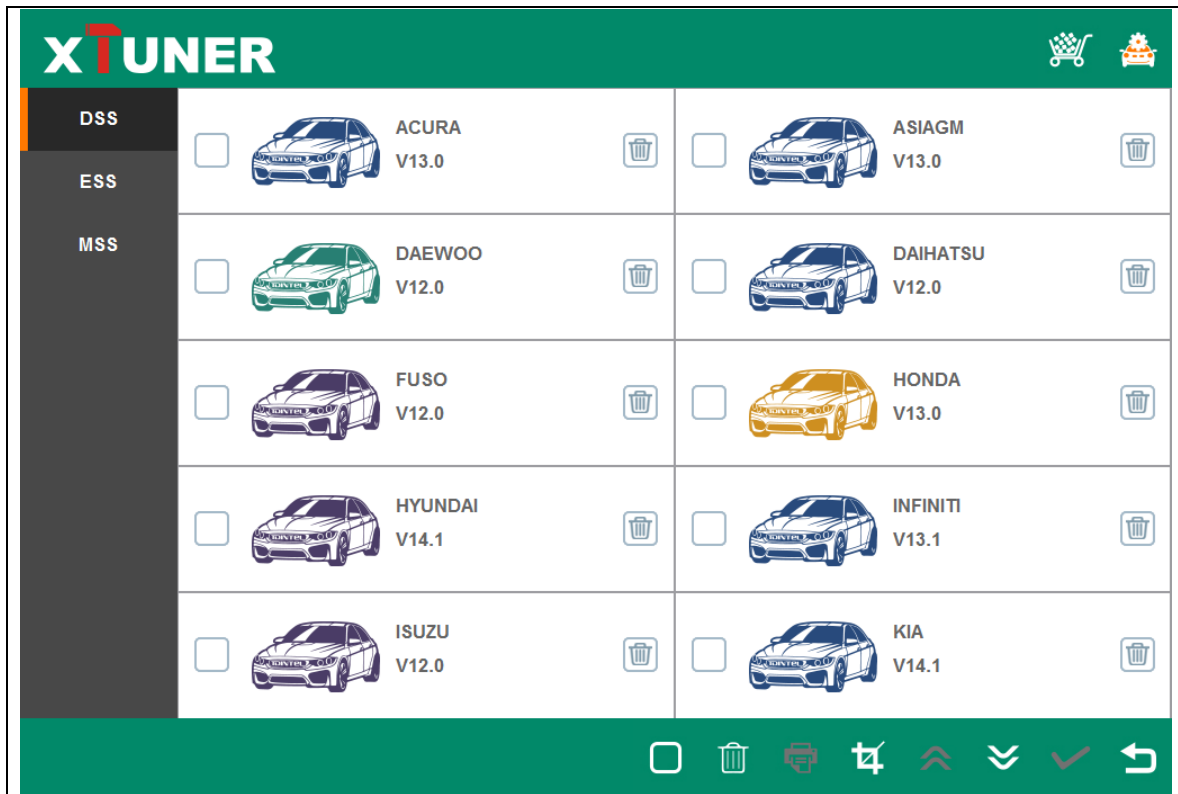 XTUNER
DSS
ESS
MSS
ACURA
V13.0
ASIAGM
V13.0
DAEWOO
V12.0
DAIHATSU
V12.0
FUSO
V12.0
HONDA
V13.0
HYUNDAI
V14.1
INFINITI
V13.1
ISUZU
V12.0
KIA
V14.1